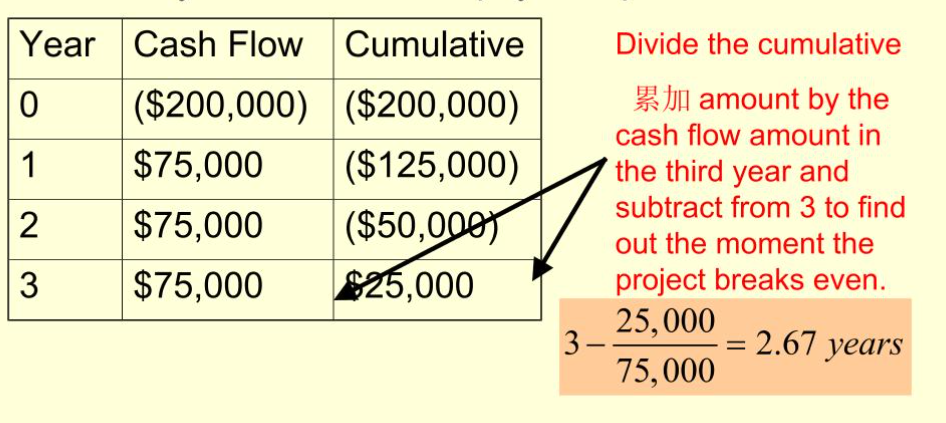 Year Cash Flow Cumulative
0 ($200,000) ($200,000)
1 $75,000 ($125,000)
2 $75,000 ($50,000)
3 $75,000 $25,000
Divide the cumulative
累加 amount by the
cash flow amount in
the third year and
subtract from 3 to find
out the moment the
project breaks even.
3 − 25,000 / 75,000 = 2.67 years